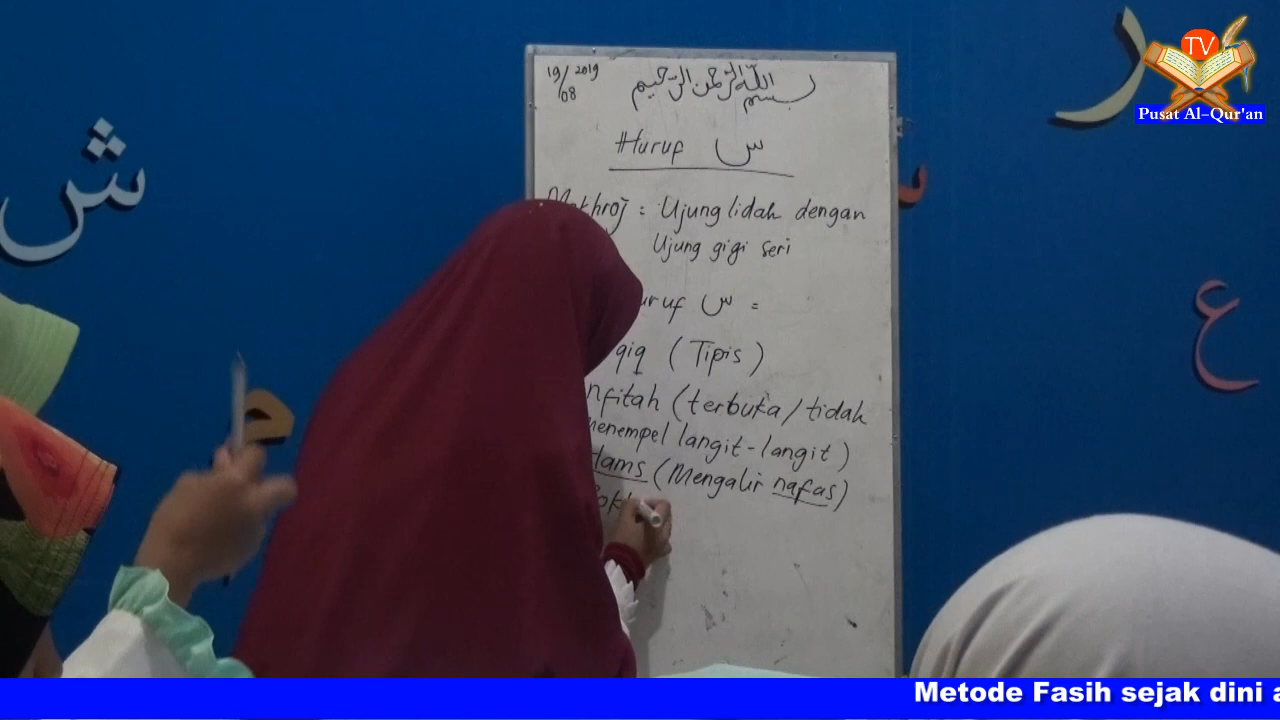 TV
Pusat Al-Qur'an
19/08 2019
بسم الله الرحمن الرحيم
Huruf س
Makhroj = Ujung lidah dengan
Ujung gigi seri
uruf س =
qiq (Tipis)
nfitah (terbuka/tidak
menempel langit-langit)
Hams (Mengalir nafas)
ش
ر
ع
Metode Fasih sejak dini a